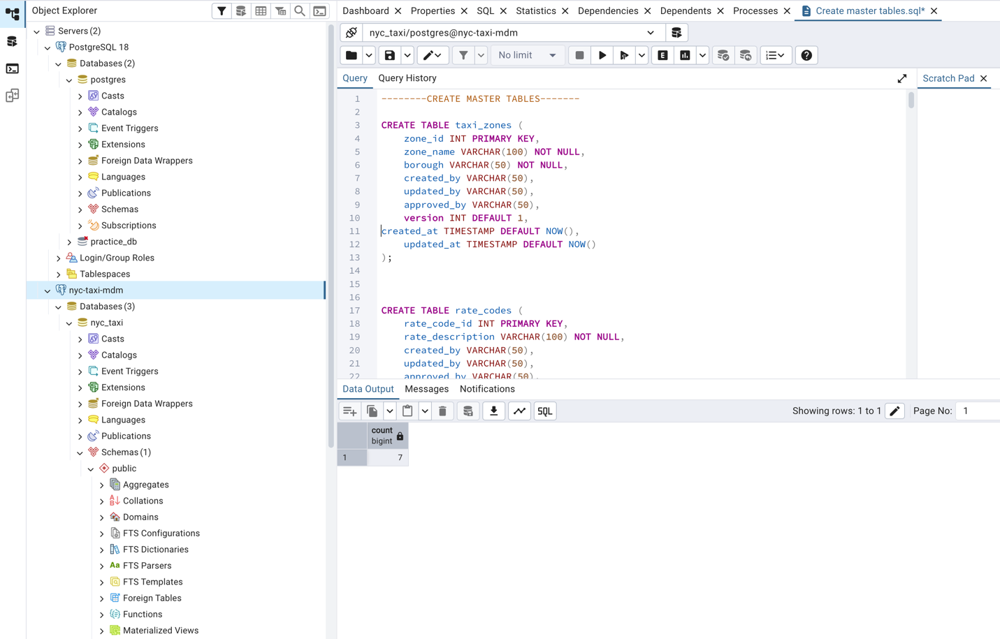 Object Explorer
Servers (2)
PostgreSQL 18
Databases (2)
postgres
Casts
Catalogs
Event Triggers
Extensions
Foreign Data Wrappers
Languages
Publications
Schemas
Subscriptions
practice_db
Login/Group Roles
Tablespaces
nyc-taxi-mdm
Databases (3)
nyc_taxi
Casts
Catalogs
Event Triggers
Extensions
Foreign Data Wrappers
Languages
Publications
Schemas (1)
public
Aggregates
Collations
Domains
FTS Configurations
FTS Dictionaries
Aa FTS Parsers
FTS Templates
Foreign Tables
Functions
Materialized Views
Dashboard Properties SQL Statistics Dependencies Dependents Processes Create master tables.sql*
nyc_taxi/postgres@nyc-taxi-mdm
No limit E
Query Query History Scratch Pad
1 --------CREATE MASTER TABLES-------
2
3 CREATE TABLE taxi_zones (
4 zone_id INT PRIMARY KEY,
5 zone_name VARCHAR(100) NOT NULL,
6 borough VARCHAR(50) NOT NULL,
7 created_by VARCHAR(50),
8 updated_by VARCHAR(50),
9 approved_by VARCHAR(50),
10 version INT DEFAULT 1,
11 created_at TIMESTAMP DEFAULT NOW(),
12 updated_at TIMESTAMP DEFAULT NOW()
13 );
14
15
16
17 CREATE TABLE rate_codes (
18 rate_code_id INT PRIMARY KEY,
19 rate_description VARCHAR(100) NOT NULL,
20 created_by VARCHAR(50),
21 updated_by VARCHAR(50),
22 approved_by VARCHAR(50),
Data Output Messages Notifications
SQL Showing rows: 1 to 1 Page No: 1
count
bigint
1 7